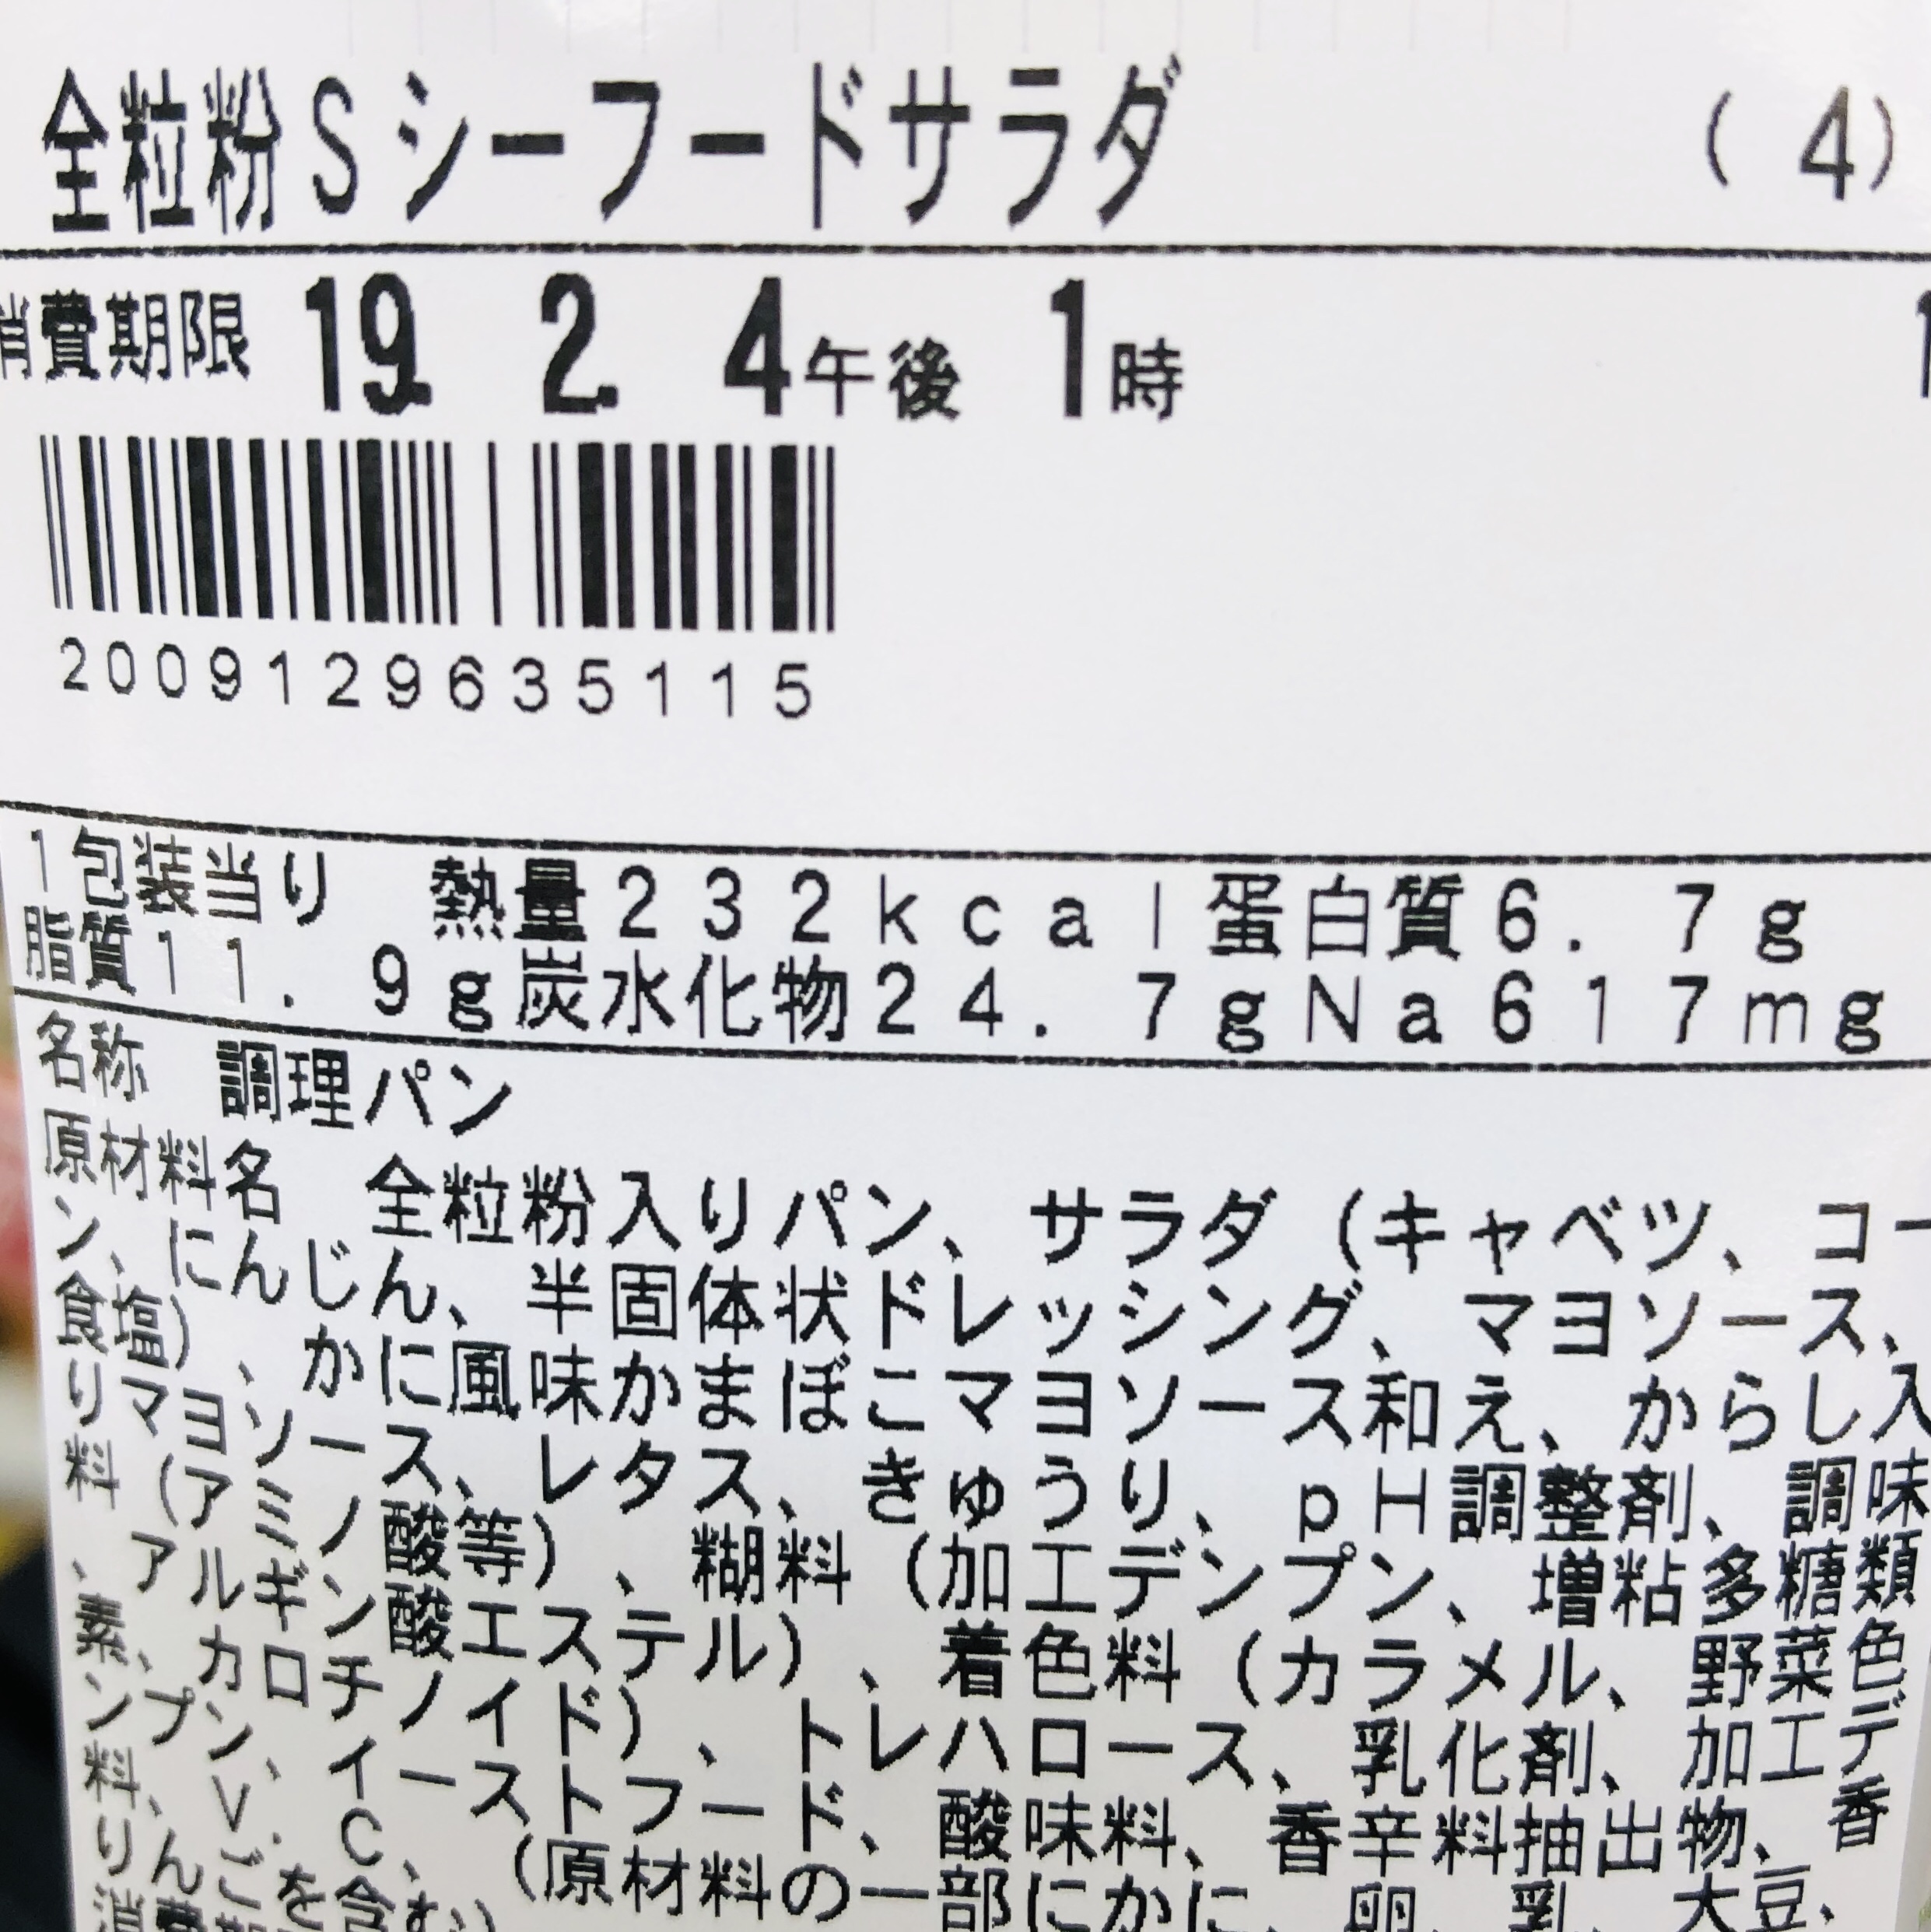 全粒粉Sシーフードサラダ (4)
消費期限 19. 2. 4午後 1時
2009129635115
1包装当り 熱量232kcal蛋白質6.7g
脂質11.9g炭水化物24.7gNa617mg
名称 調理パン
原材料名 全粒粉入りパン、サラダ(キャベツ、コー
ン、にんじん、半固体状ドレッシング、マヨソース、
食塩)、かに風味かまぼこマヨソース和え、からし入
りマヨソース、レタス、きゅうり、pH調整剤、調味
料(アミノ酸等)、糊料(加工デンプン、増粘多糖類
、アルギン酸エステル)、着色料(カラメル、野菜色
素、カロチノイド)、トレハロース、乳化剤、加工デ
ンプン、イーストフード、酸味料、香辛料抽出物、香
料、V.C、(原材料の一部にかに、卵、乳、大豆、
りんごを含む)